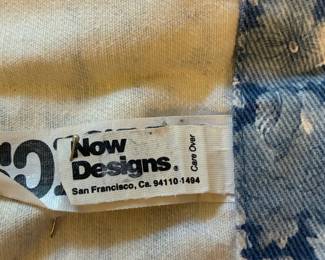 Now
Designs.
San Francisco, Ca. 94110-1494
Care Over